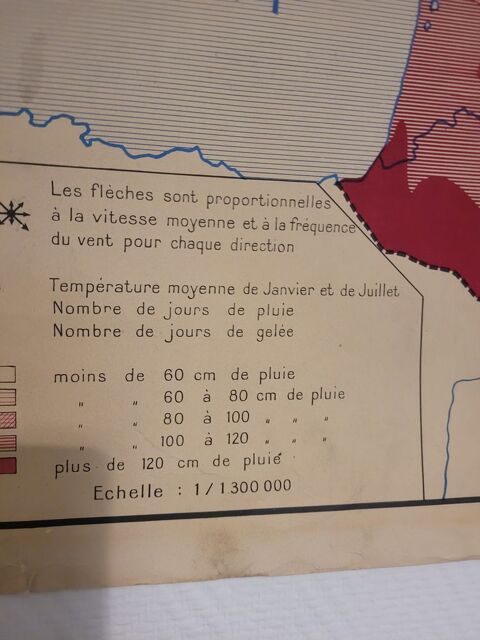 Les flèches sont proportionnelles
à la vitesse moyenne et à la fréquence
du vent pour chaque direction
Température moyenne de Janvier et de Juillet
Nombre de jours de pluie
Nombre de jours de gelée
moins de 60 cm de pluie
" " 60 à 80 cm de pluie
" " 80 à 100 " " "
" " 100 à 120 " " "
plus de 120 cm de pluie
Echelle : 1/1.300 000